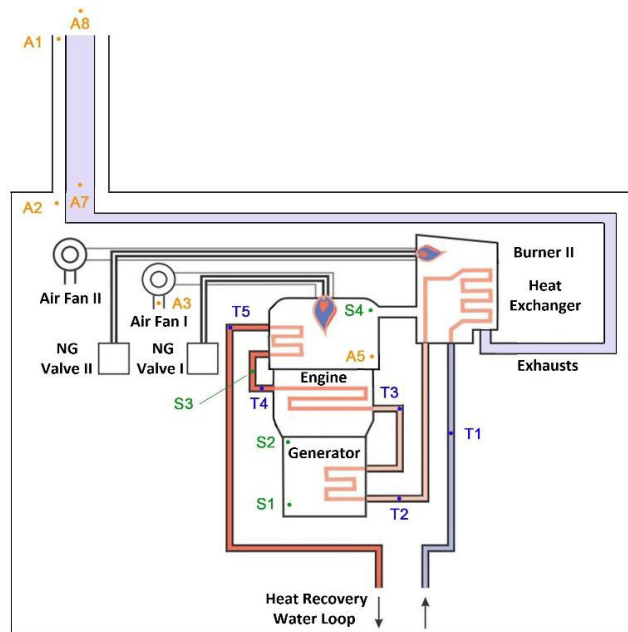 A8
A1
A2
A7
Burner II
Heat
Exchanger
Air Fan II
A3
Air Fan I
T5
S4
NG
Valve II
NG
Valve I
A5
Exhausts
Engine
S3
T4
T3
T1
S2
Generator
S1
T2
Heat Recovery
Water Loop